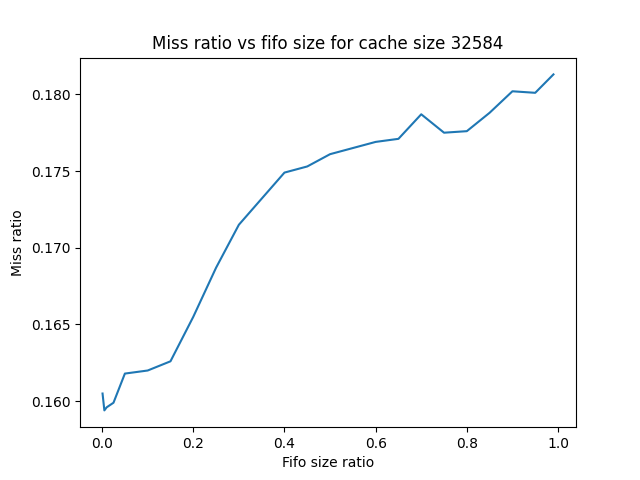 Miss ratio vs fifo size for cache size 32584
0.180
0.175
0.170
0.165
0.160
Miss ratio
0.0 0.2 0.4 0.6 0.8 1.0
Fifo size ratio